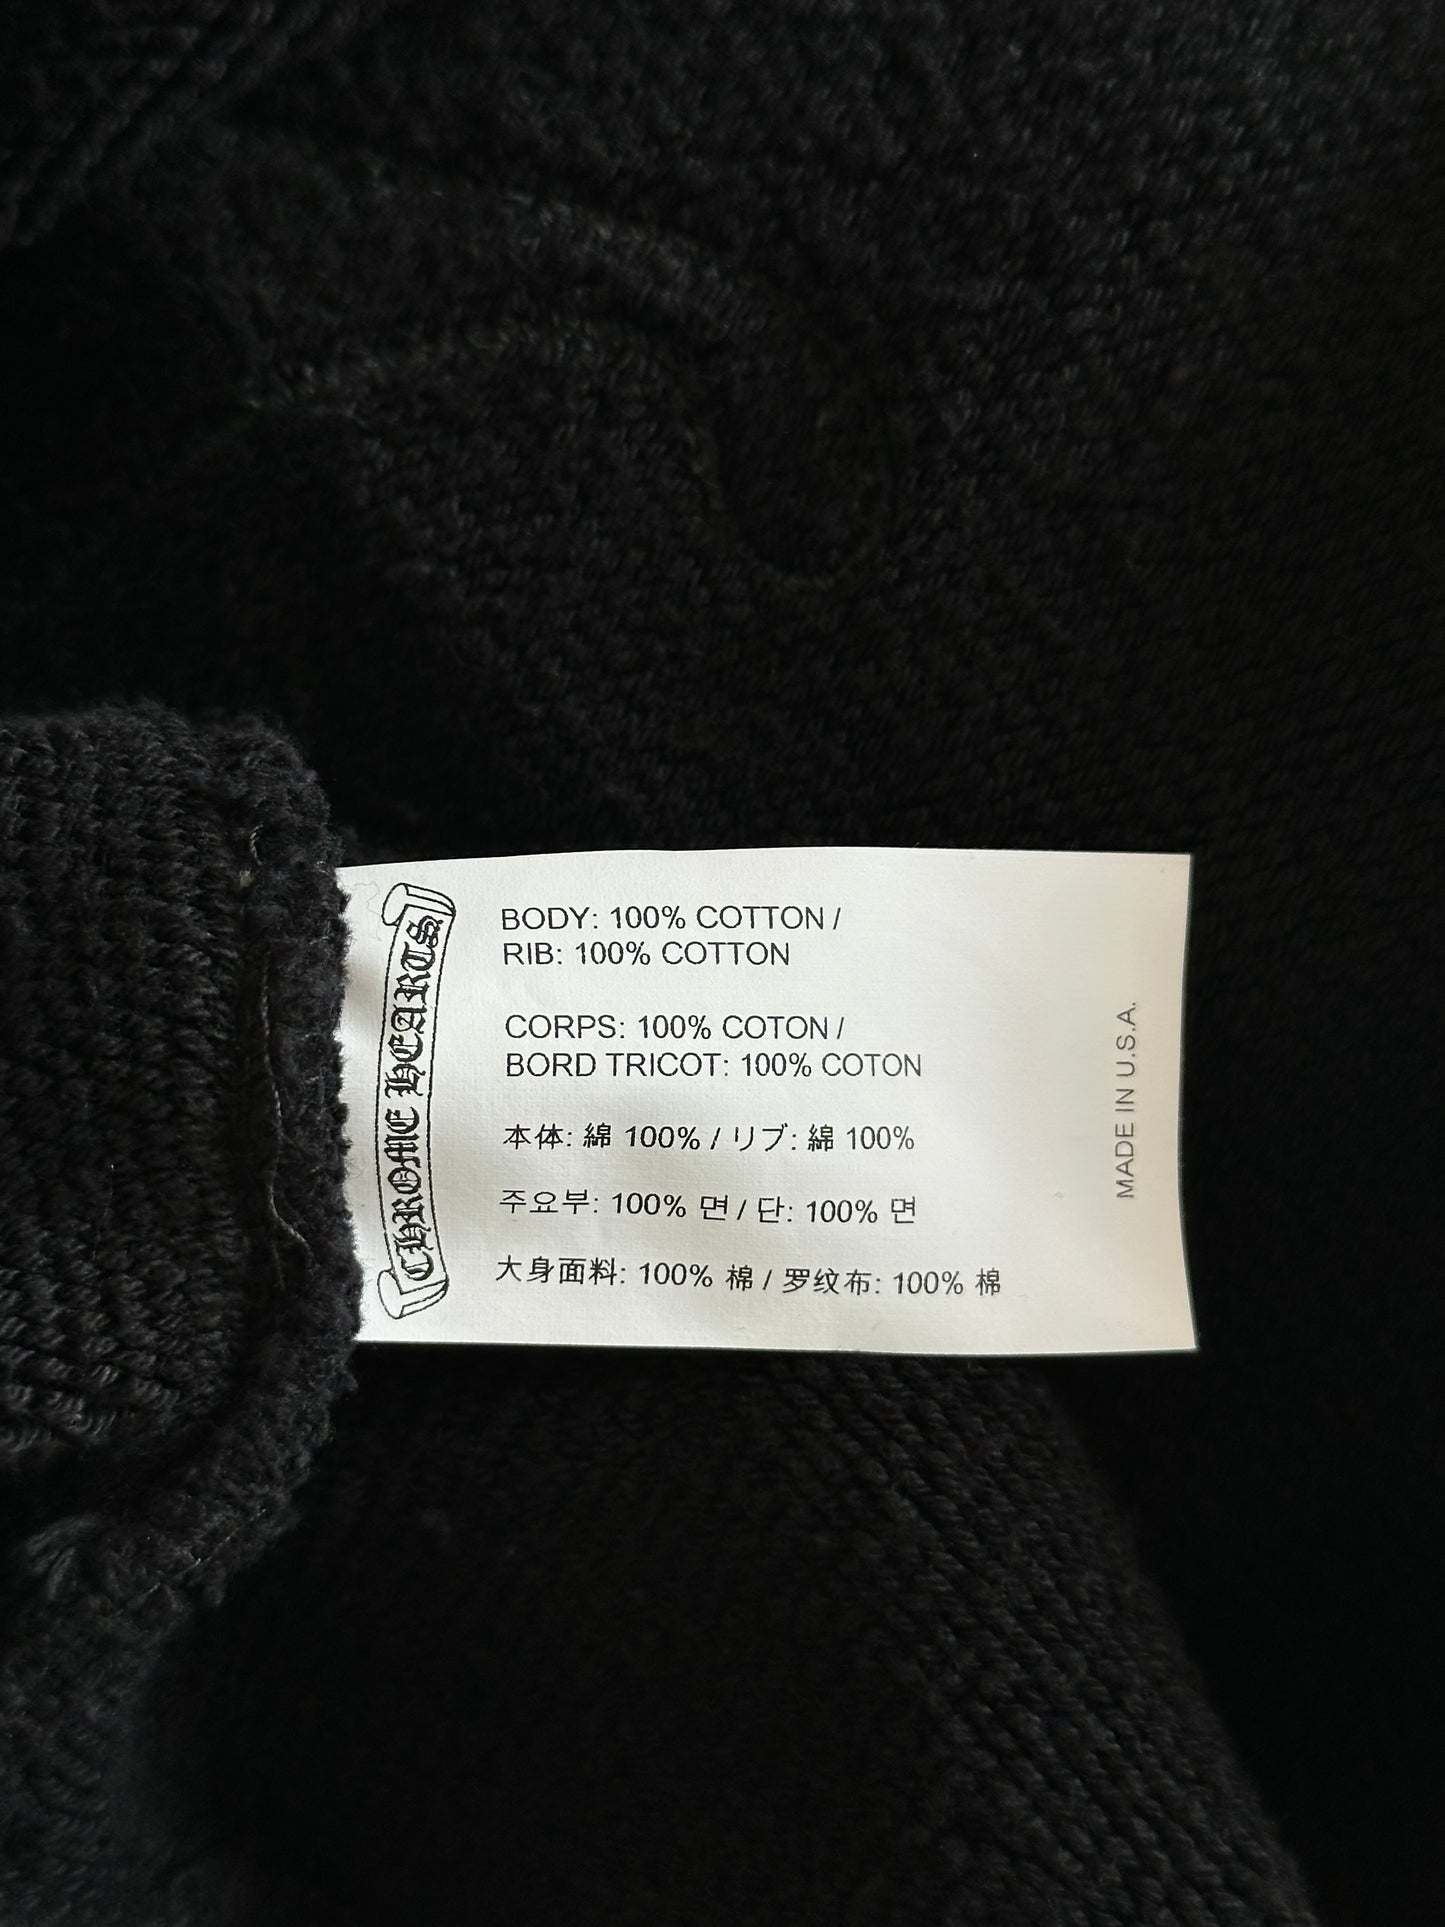 CHROME HEARTS
BODY: 100% COTTON /
RIB: 100% COTTON
CORPS: 100% COTON /
BORD TRICOT: 100% COTON
本体: 綿 100% / リブ: 綿 100%
주요부: 100% 면 / 단: 100% 면
大身面料: 100% 棉 / 罗纹布: 100% 棉
MADE IN U.S.A.